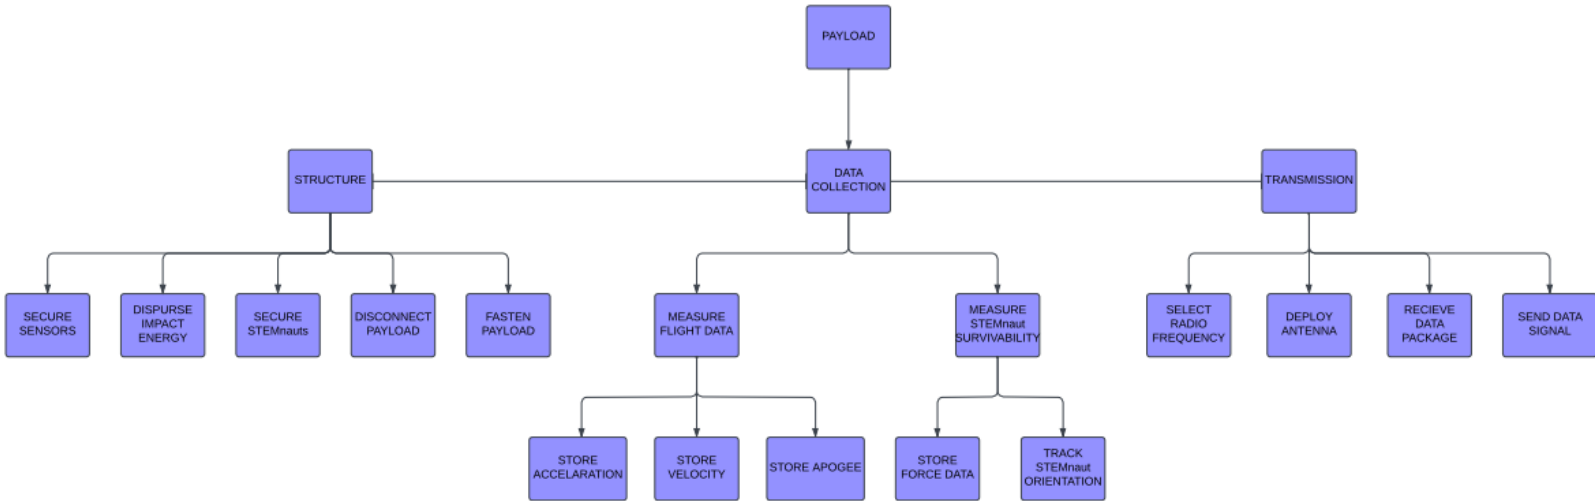 PAYLOAD
STRUCTURE
DATA
COLLECTION
TRANSMISSION
SECURE
SENSORS
DISPURSE
IMPACT
ENERGY
SECURE
STEMnauts
DISCONNECT
PAYLOAD
FASTEN
PAYLOAD
MEASURE
FLIGHT DATA
MEASURE
STEMnaut
SURVIVABILITY
SELECT
RADIO
FREQUENCY
DEPLOY
ANTENNA
RECIEVE
DATA
PACKAGE
SEND DATA
SIGNAL
STORE
ACCELARATION
STORE
VELOCITY
STORE APOGEE
STORE
FORCE DATA
TRACK
STEMnaut
ORIENTATION